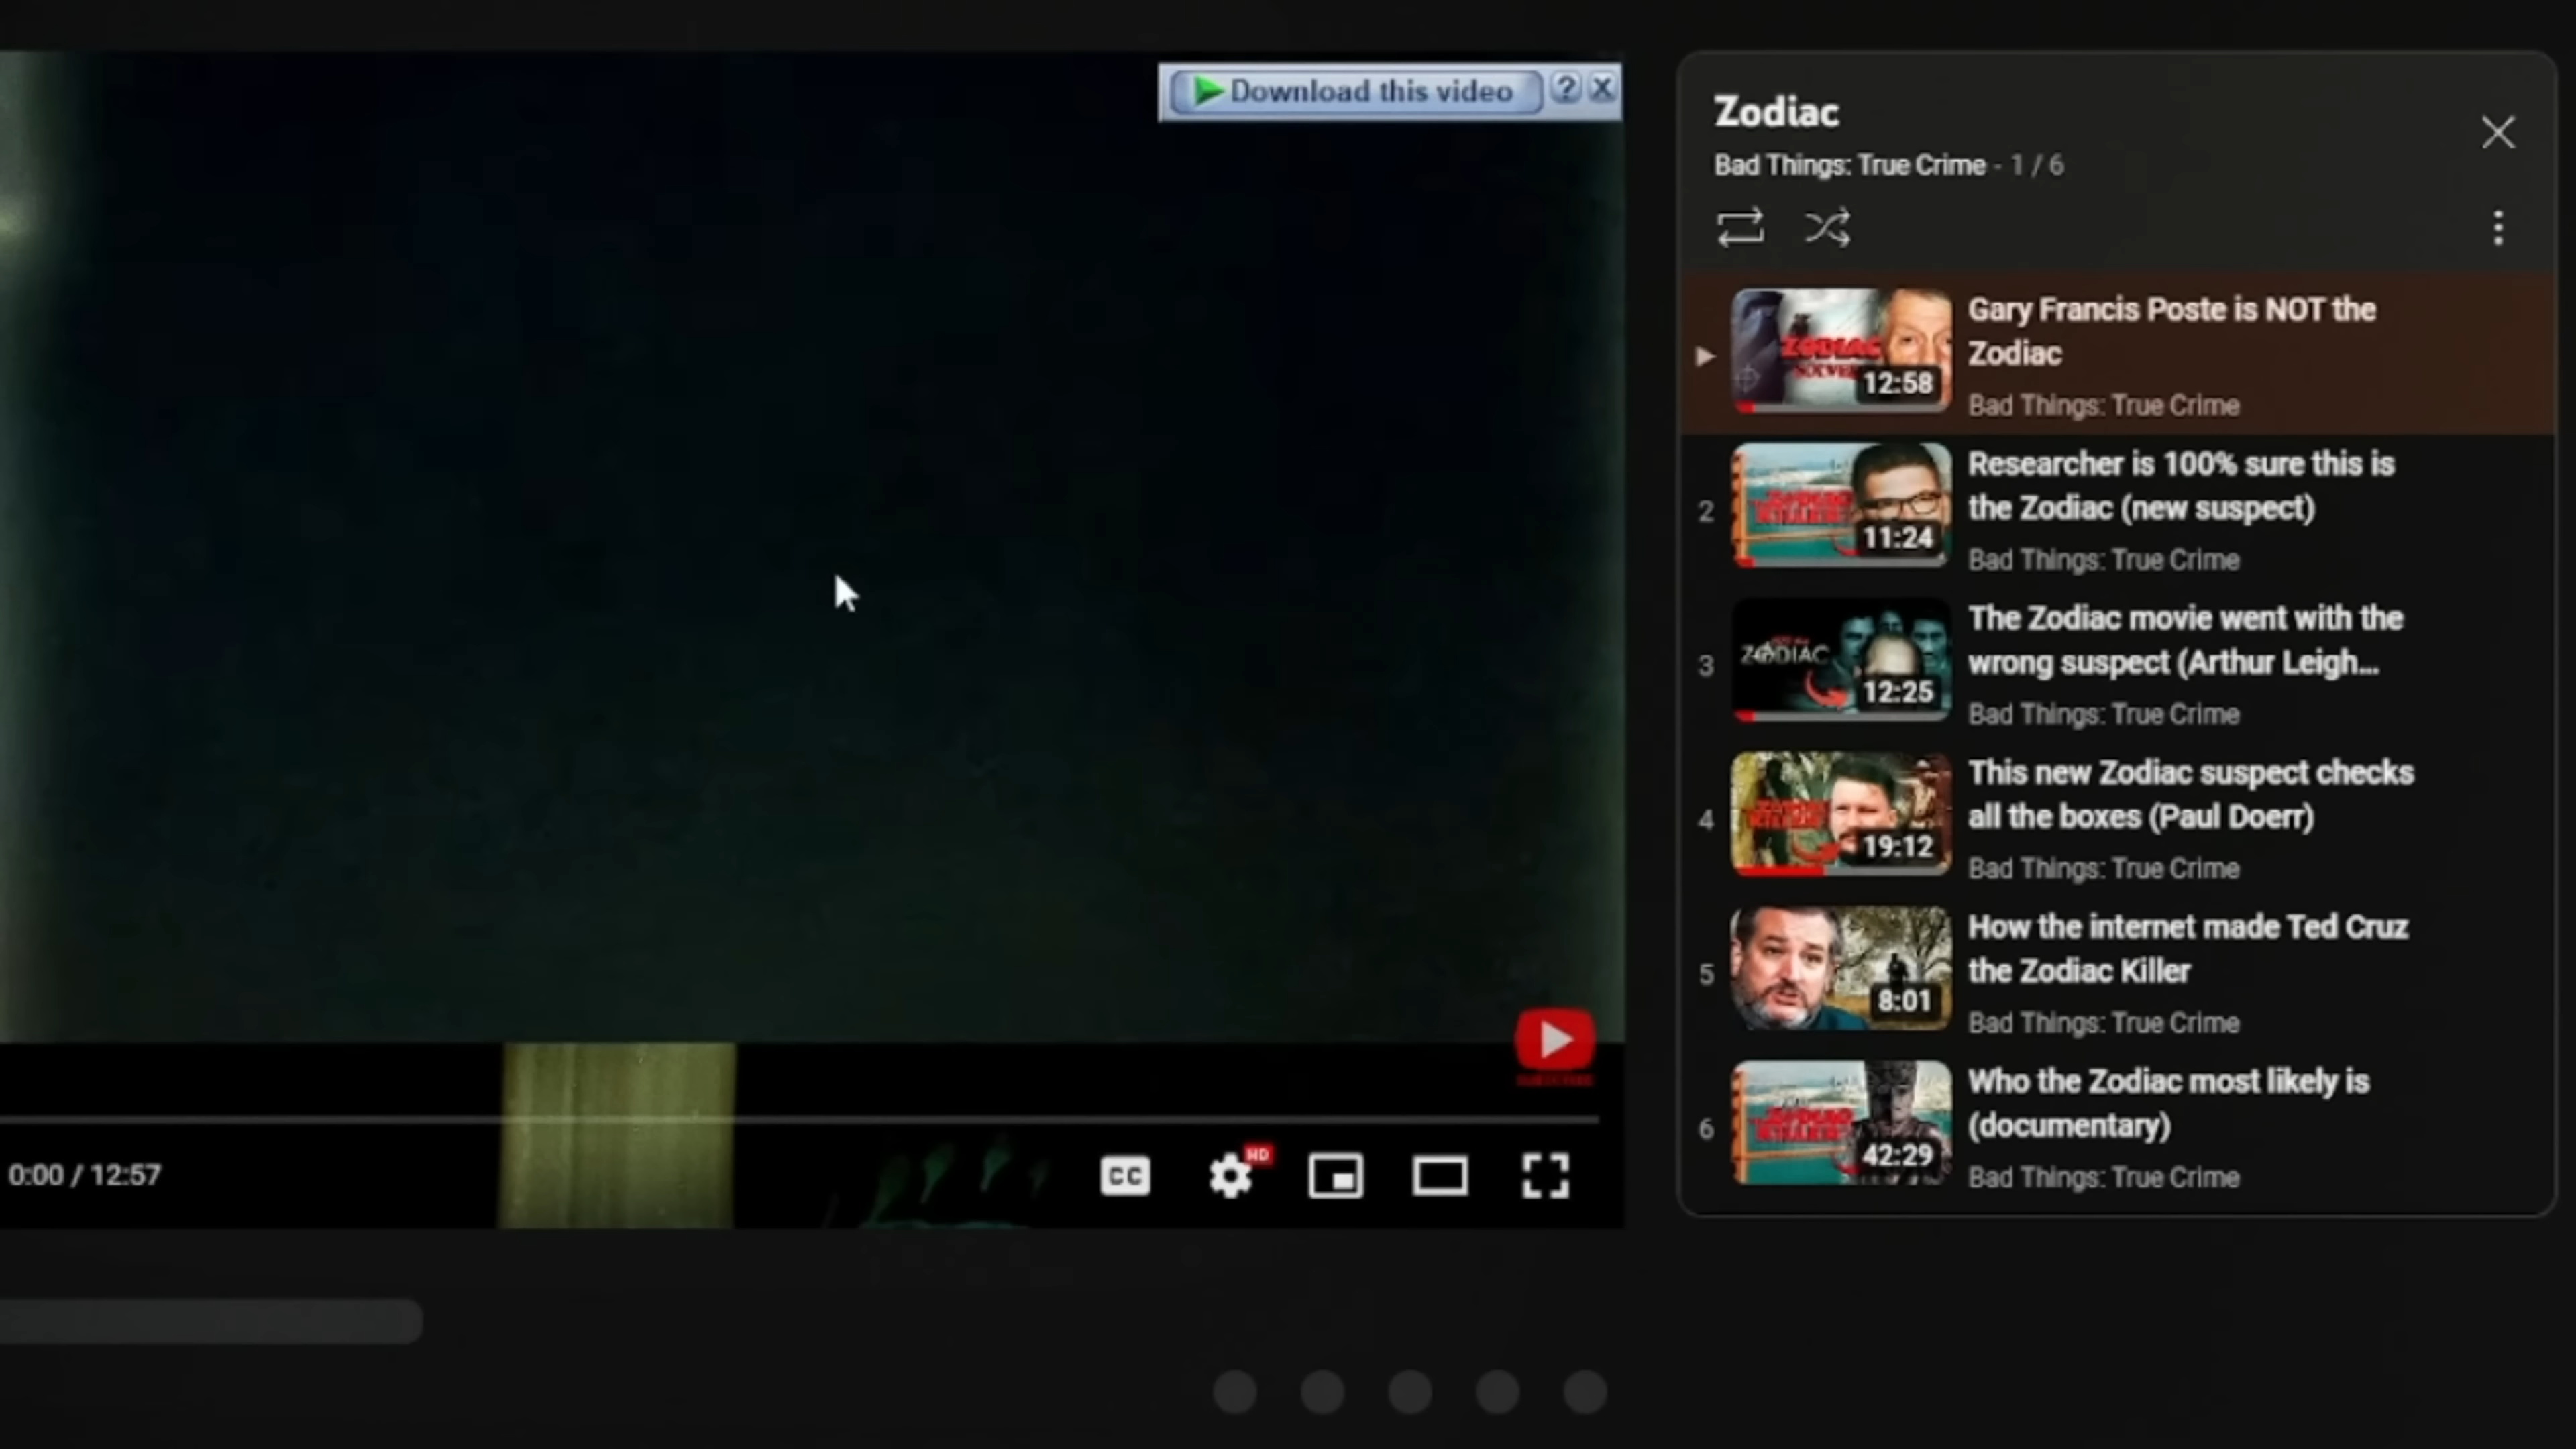 Download this video ? X
Zodiac
Bad Things: True Crime - 1 / 6
Gary Francis Poste is NOT the
Zodiac
Bad Things: True Crime
ZODIAC
12:58
2
Researcher is 100% sure this is
the Zodiac (new suspect)
Bad Things: True Crime
11:24
3
The Zodiac movie went with the
wrong suspect (Arthur Leigh...
Bad Things: True Crime
ZODIAC
12:25
4
This new Zodiac suspect checks
all the boxes (Paul Doerr)
Bad Things: True Crime
19:12
5
How the internet made Ted Cruz
the Zodiac Killer
Bad Things: True Crime
8:01
6
Who the Zodiac most likely is
(documentary)
Bad Things: True Crime
42:29
0:00 / 12:57
CC
HD